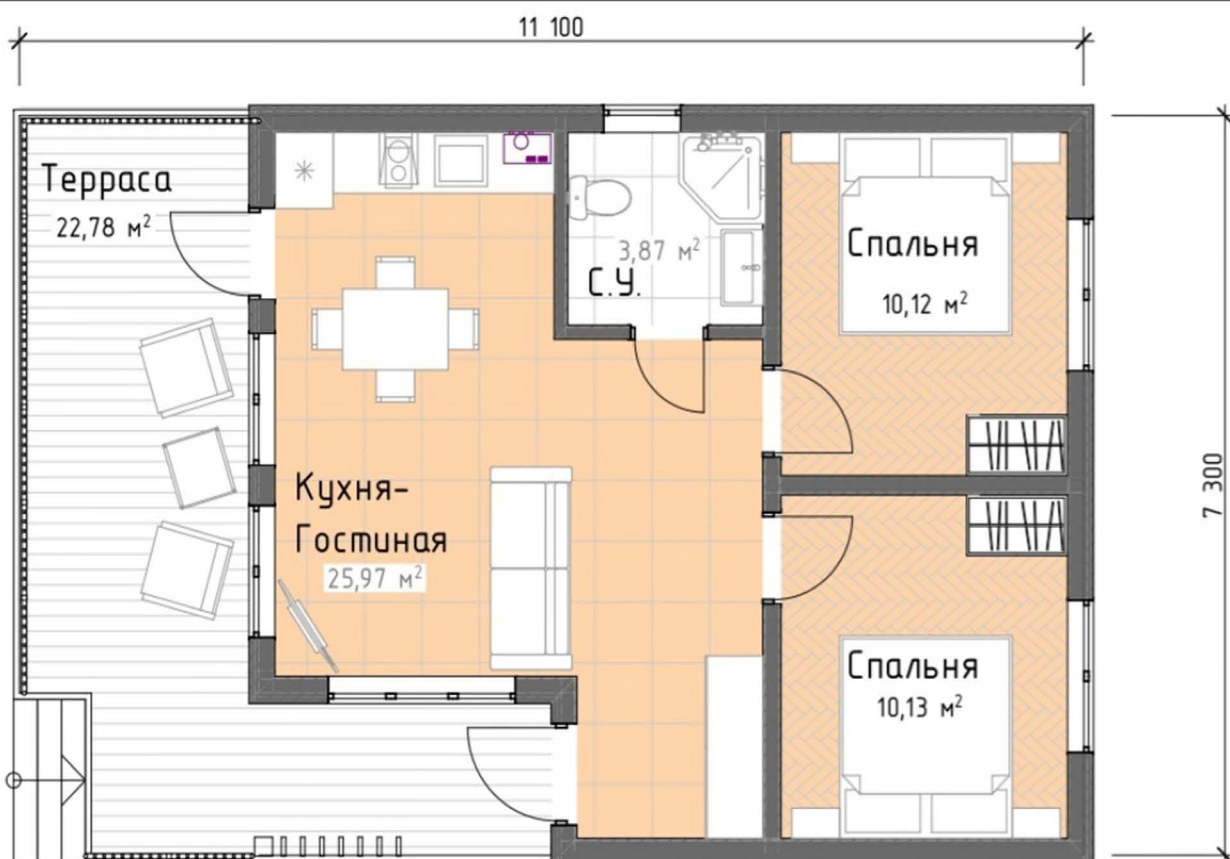 11 100
Терраса
22,78 м²
3,87 м²
С.У.
Спальня
10,12 м²
Кухня-
Гостиная
25,97 м²
7 300
Спальня
10,13 м²